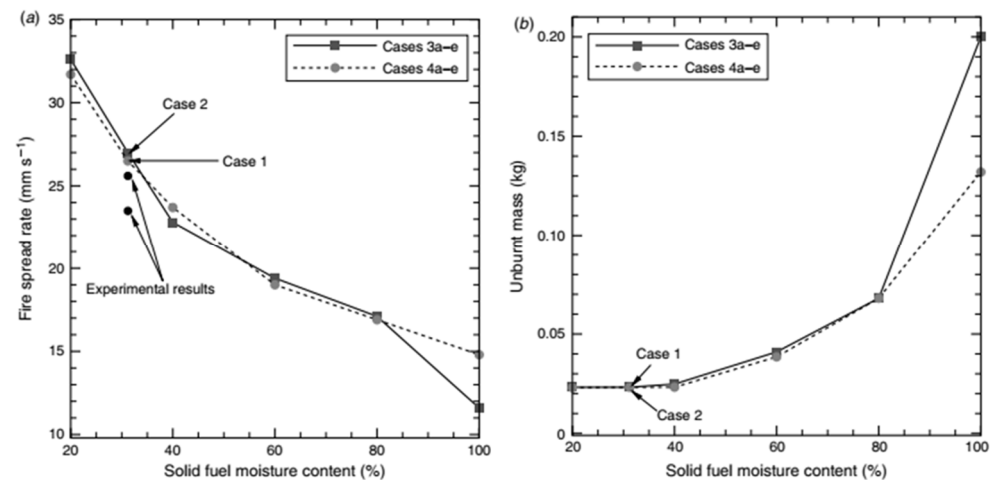 (a)
35
30
25
20
15
10
20
40
60
80
100
Fire spread rate (mm s⁻¹)
Solid fuel moisture content (%)
Cases 3a–e
Cases 4a–e
Case 2
Case 1
Experimental results
(b)
0.20
0.15
0.10
0.05
0
20
40
60
80
100
Unburnt mass (kg)
Solid fuel moisture content (%)
Cases 3a–e
Cases 4a–e
Case 1
Case 2